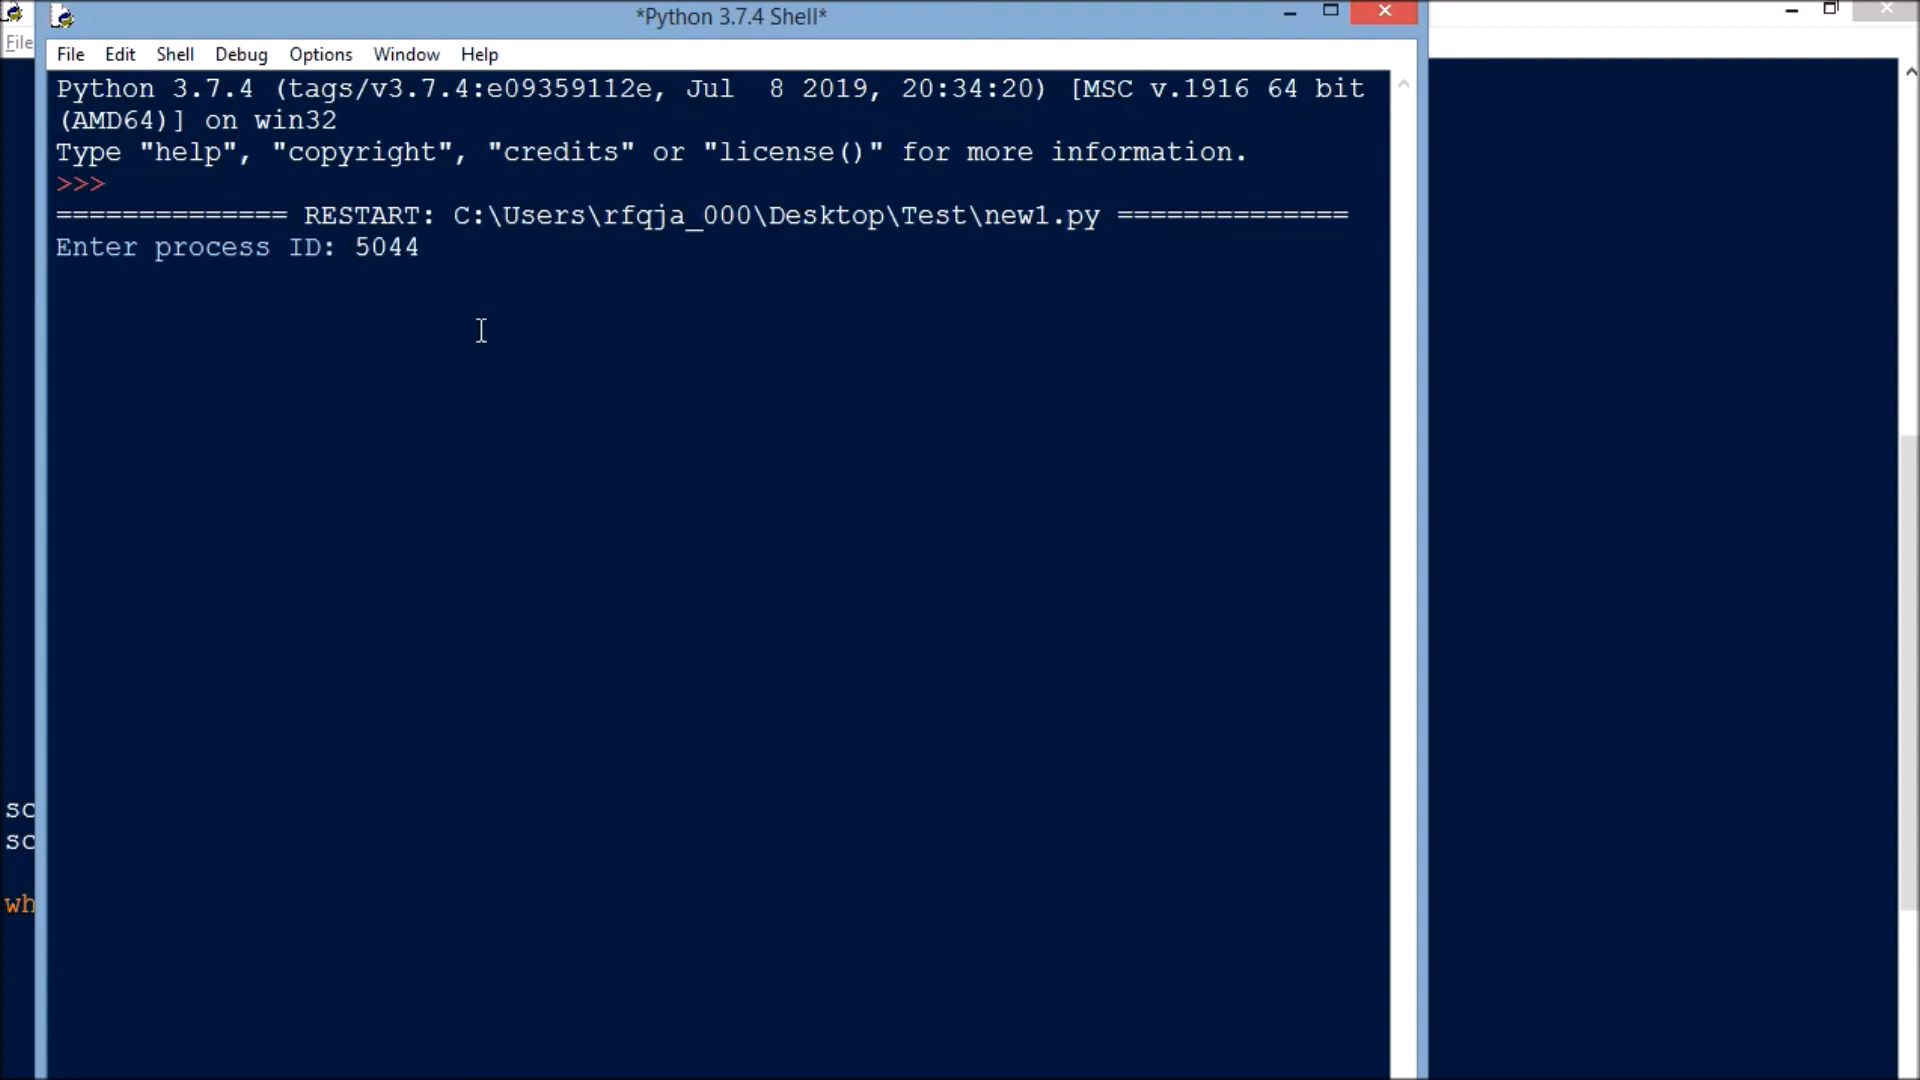 *Python 3.7.4 Shell*
File
File Edit Shell Debug Options Window Help
Python 3.7.4 (tags/v3.7.4:e09359112e, Jul  8 2019, 20:34:20) [MSC v.1916 64 bit
(AMD64)] on win32
Type "help", "copyright", "credits" or "license()" for more information.
>>>
============== RESTART: C:\Users\rfqja_000\Desktop\Test\new1.py ==============
Enter process ID: 5044
sc
sc
wh